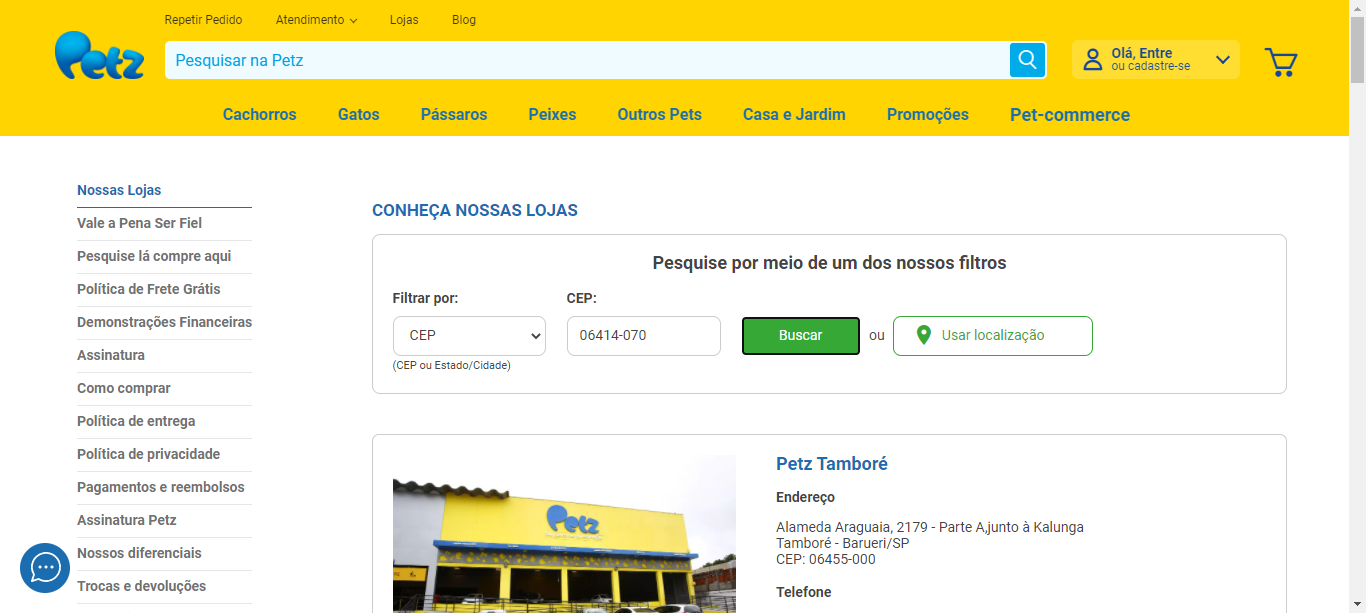 Repetir Pedido Atendimento Lojas Blog
Petz
Pesquisar na Petz
Olá, Entre
ou cadastre-se
Cachorros Gatos Pássaros Peixes Outros Pets Casa e Jardim Promoções Pet-commerce
Nossas Lojas
Vale a Pena Ser Fiel
Pesquise lá compre aqui
Política de Frete Grátis
Demonstrações Financeiras
Assinatura
Como comprar
Política de entrega
Política de privacidade
Pagamentos e reembolsos
Assinatura Petz
Nossos diferenciais
Trocas e devoluções
CONHEÇA NOSSAS LOJAS
Pesquise por meio de um dos nossos filtros
Filtrar por: CEP:
CEP 06414-070 Buscar ou Usar localização
(CEP ou Estado/Cidade)
Petz
Petz Tamboré
Endereço
Alameda Araguaia, 2179 - Parte A,junto à Kalunga
Tamboré - Barueri/SP
CEP: 06455-000
Telefone